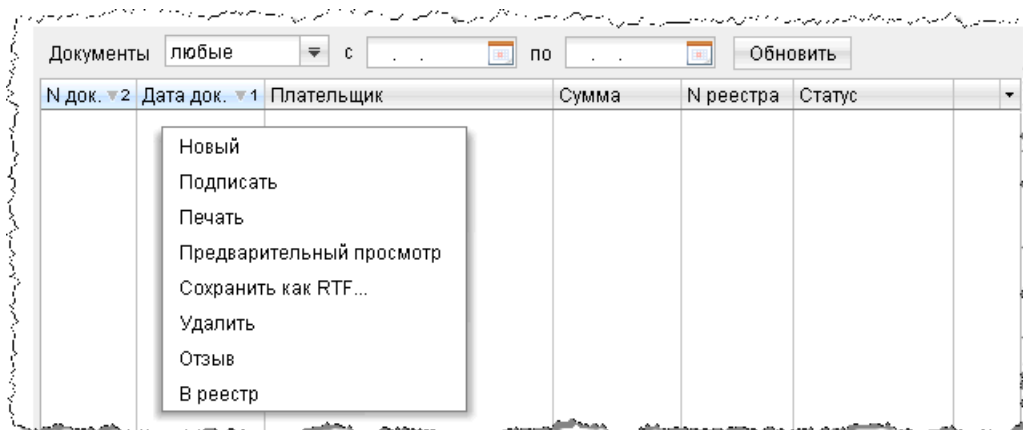 Документы любые с . . по . . Обновить
N док. 2 Дата док. 1 Плательщик Сумма N реестра Статус
Новый
Подписать
Печать
Предварительный просмотр
Сохранить как RTF...
Удалить
Отзыв
В реестр